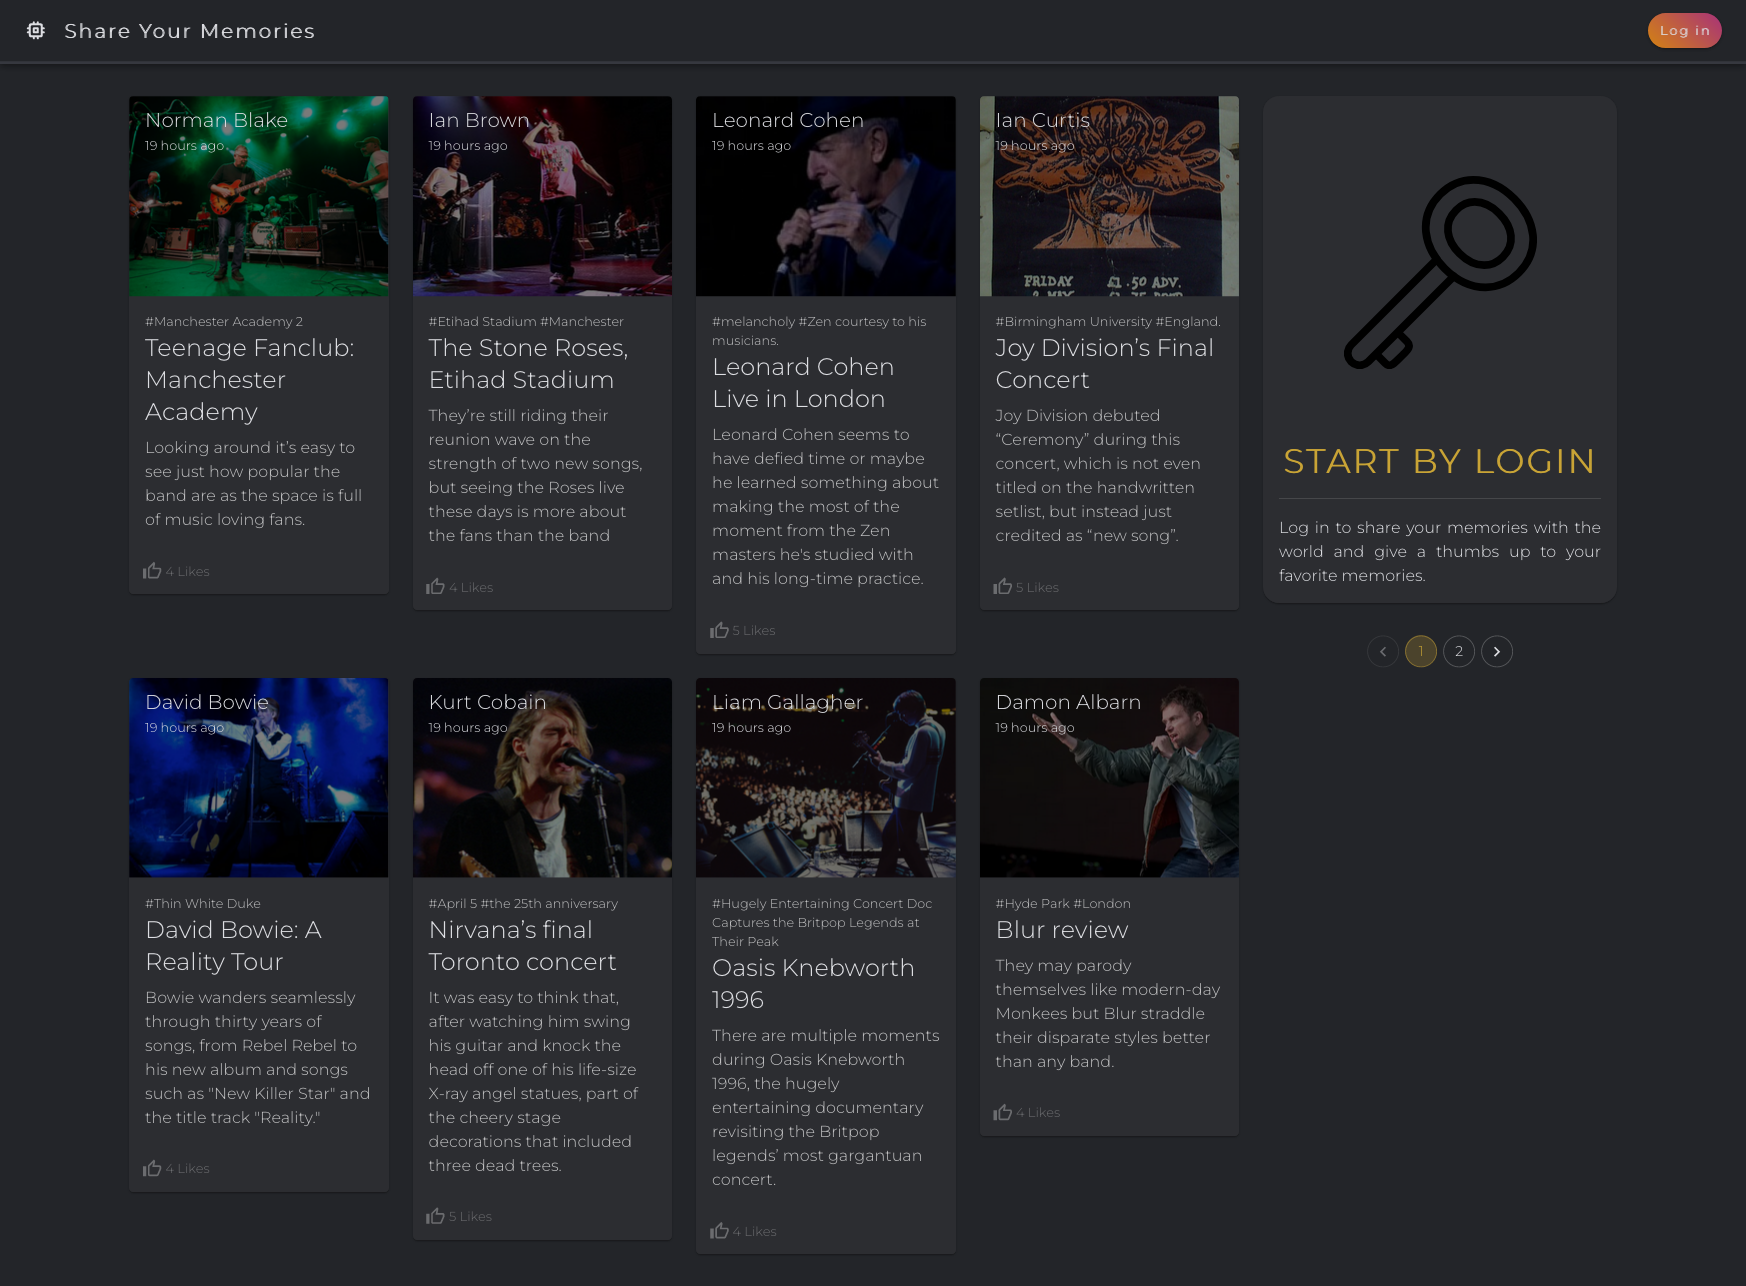 Share Your Memories
Log in
Norman Blake
19 hours ago
#Manchester Academy 2
Teenage Fanclub:
Manchester
Academy
Looking around it’s easy to
see just how popular the
band are as the space is full
of music loving fans.
4 Likes
Ian Brown
19 hours ago
#Etihad Stadium #Manchester
The Stone Roses,
Etihad Stadium
They’re still riding their
reunion wave on the
strength of two new songs,
but seeing the Roses live
these days is more about
the fans than the band
4 Likes
Leonard Cohen
19 hours ago
#melancholy #Zen courtesy to his
musicians.
Leonard Cohen
Live in London
Leonard Cohen seems to
have defied time or maybe
he learned something about
making the most of the
moment from the Zen
masters he's studied with
and his long-time practice.
5 Likes
Ian Curtis
19 hours ago
FRIDAY £1.50 ADV.
#Birmingham University #England.
Joy Division’s Final
Concert
Joy Division debuted
“Ceremony” during this
concert, which is not even
titled on the handwritten
setlist, but instead just
credited as “new song”.
5 Likes
START BY LOGIN
Log in to share your memories with the
world and give a thumbs up to your
favorite memories.
1 2
David Bowie
19 hours ago
#Thin White Duke
David Bowie: A
Reality Tour
Bowie wanders seamlessly
through thirty years of
songs, from Rebel Rebel to
his new album and songs
such as "New Killer Star" and
the title track "Reality."
4 Likes
Kurt Cobain
19 hours ago
#April 5 #the 25th anniversary
Nirvana’s final
Toronto concert
It was easy to think that,
after watching him swing
his guitar and knock the
head off one of his life-size
X-ray angel statues, part of
the cheery stage
decorations that included
three dead trees.
5 Likes
Liam Gallagher
19 hours ago
#Hugely Entertaining Concert Doc
Captures the Britpop Legends at
Their Peak
Oasis Knebworth
1996
There are multiple moments
during Oasis Knebworth
1996, the hugely
entertaining documentary
revisiting the Britpop
legends’ most gargantuan
concert.
4 Likes
Damon Albarn
19 hours ago
#Hyde Park #London
Blur review
They may parody
themselves like modern-day
Monkees but Blur straddle
their disparate styles better
than any band.
4 Likes